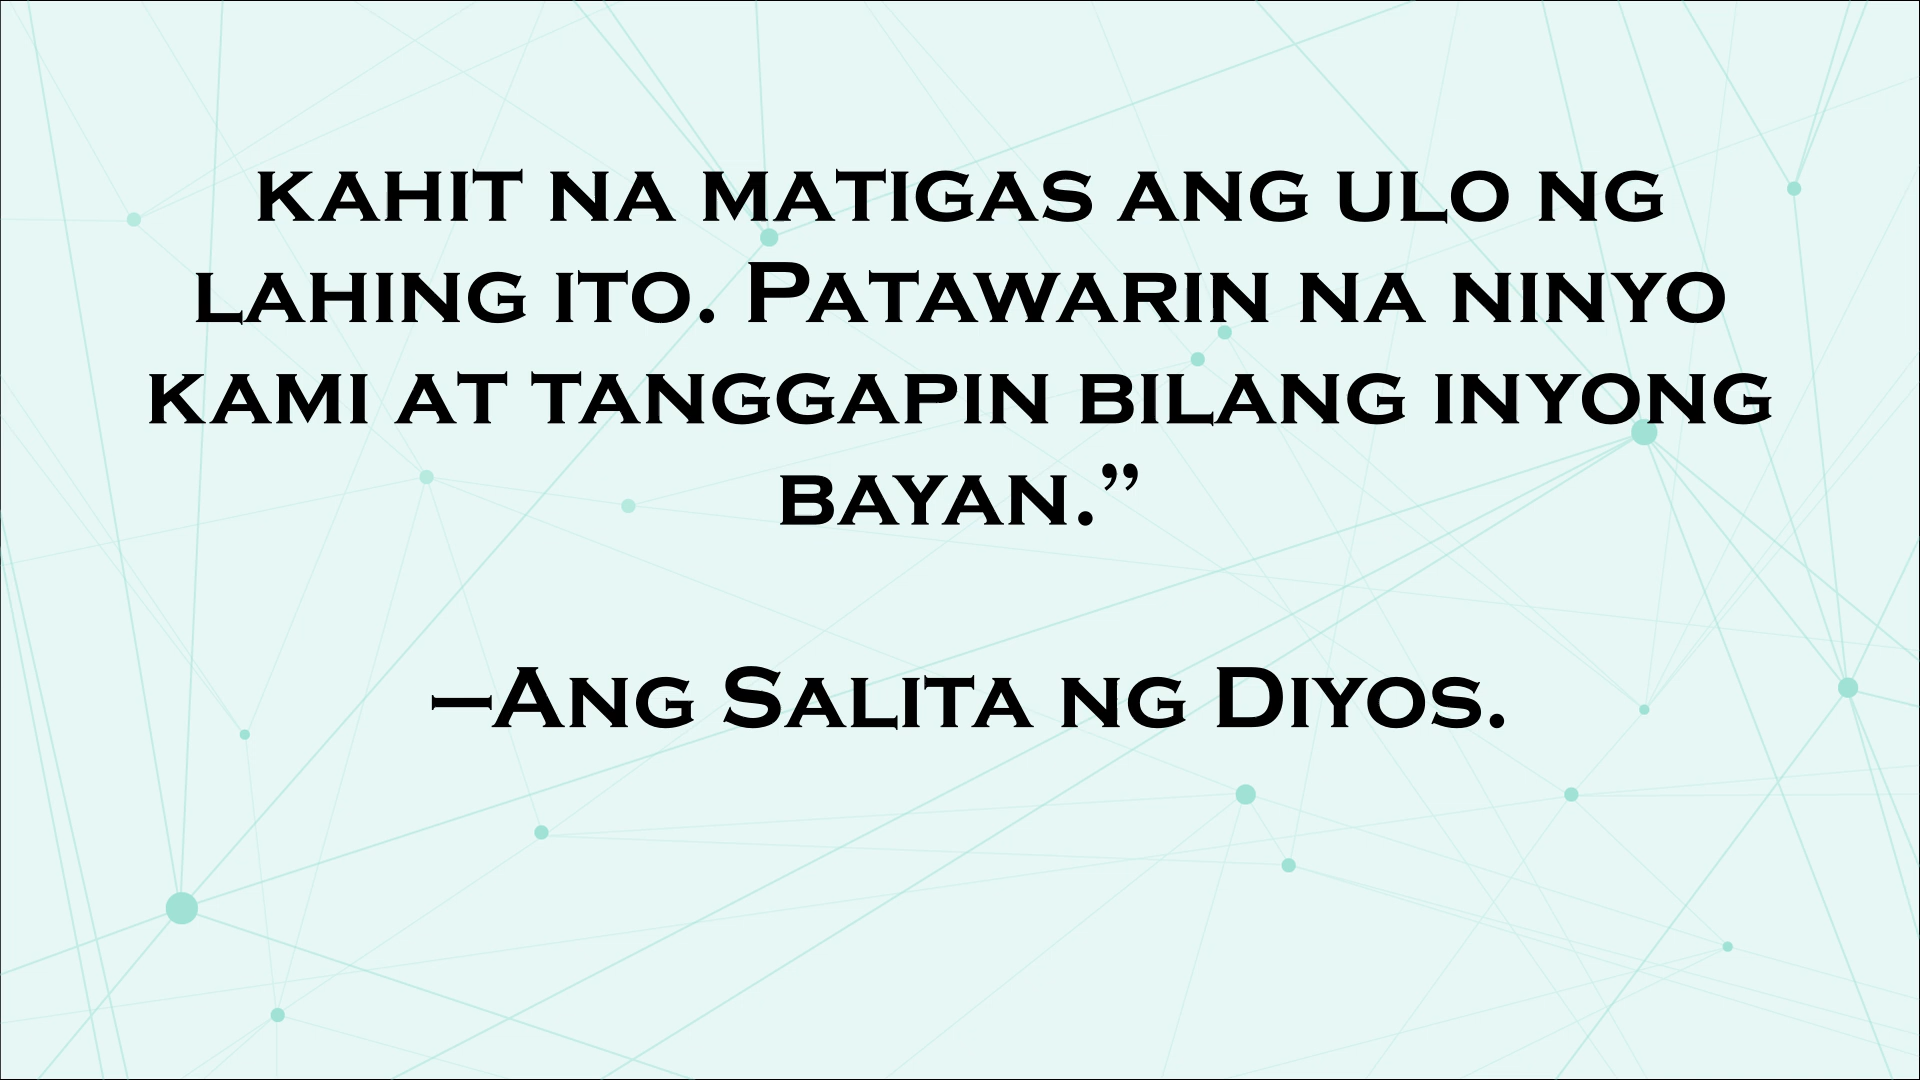 kahit na matigas ang ulo ng
lahing ito. Patawarin na ninyo
kami at tanggapin bilang inyong
bayan.”
—Ang Salita ng Diyos.